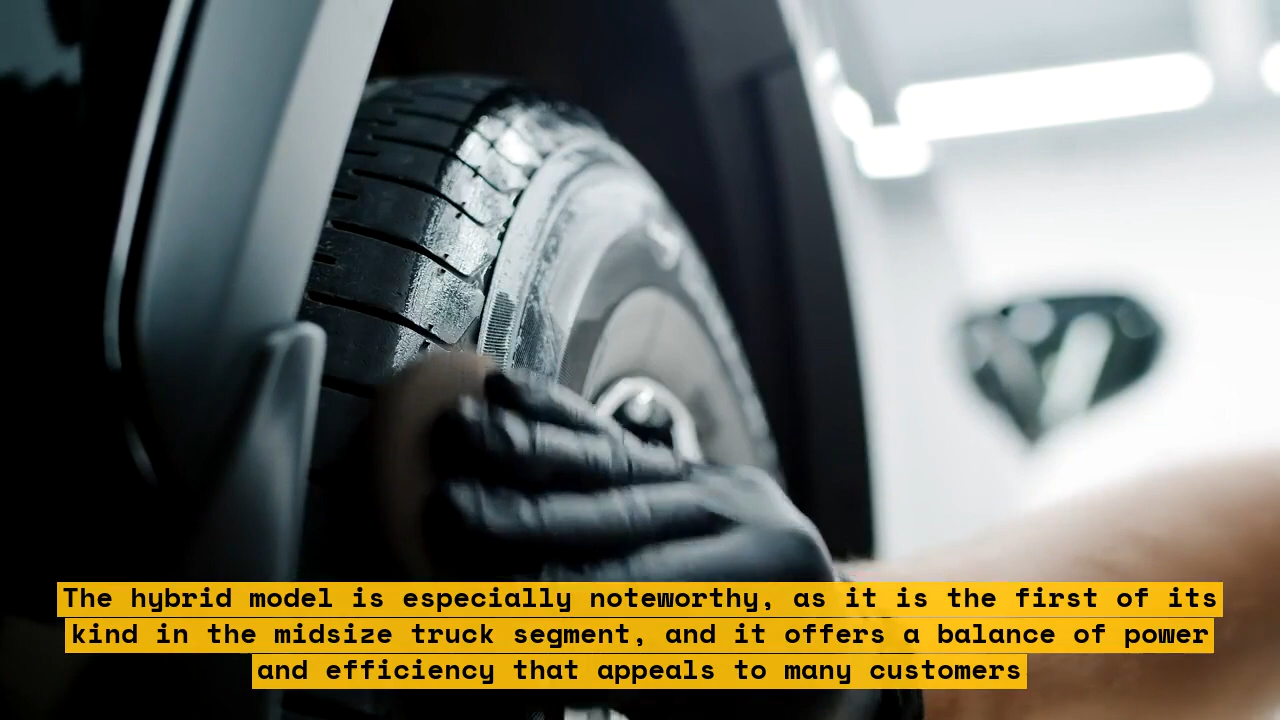 The hybrid model is especially noteworthy, as it is the first of its
kind in the midsize truck segment, and it offers a balance of power
and efficiency that appeals to many customers